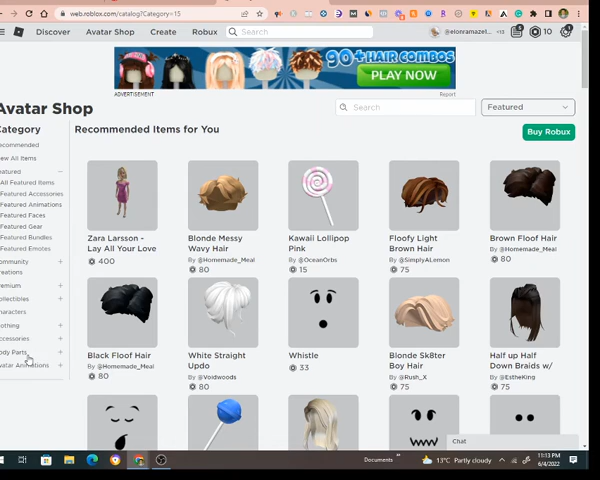 web.roblox.com/catalog?Category=15
Discover Avatar Shop Create Robux Search @elonramazel... 10
90+HAIR COMBOS
PLAY NOW
ADVERTISEMENT Report
Avatar Shop Search Featured
Category Recommended Items for You Buy Robux
ecommended
iew All Items
eatured
All Featured Items
Featured Accessories
Featured Animations
Featured Faces
Featured Gear
Featured Bundles
Featured Emotes
ommunity
reations
remium
ollectibles
haracters
lothing
ccessories
ody Parts
vatar Animations
Zara Larsson -
Lay All Your Love
400
Blonde Messy
Wavy Hair
By @Homemade_Meal
80
Kawaii Lollipop
Pink
By @OceanOrbs
15
Floofy Light
Brown Hair
By @SimplyALemon
75
Brown Floof Hair
By @Homemade_Meal
80
Black Floof Hair
By @Homemade_Meal
80
White Straight
Updo
By @Voidwoods
80
Whistle
33
Blonde Sk8ter
Boy Hair
By @Rush_X
75
Half up Half
Down Braids w/
By @EstheKing
75
Chat
Documents 13°C Partly cloudy 11:13 PM
6/4/2022